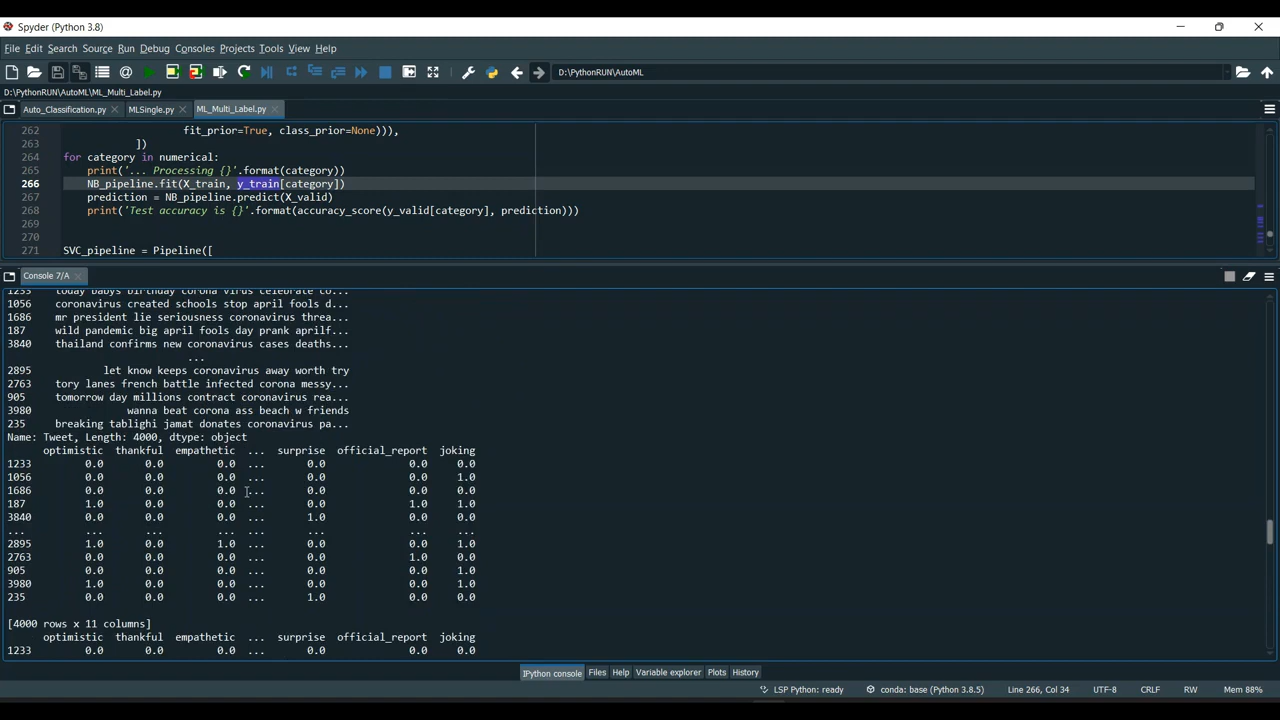 Spyder (Python 3.8)
File Edit Search Source Run Debug Consoles Projects Tools View Help
D:\PythonRUN\AutoML
D:\PythonRUN\AutoML\ML_Multi_Label.py
Auto_Classification.py MLSingle.py ML_Multi_Label.py
262 fit_prior=True, class_prior=None))),
263 ])
264 for category in numerical:
265 print('... Processing {}'.format(category))
266 NB_pipeline.fit(X_train, y_train[category])
267 prediction = NB_pipeline.predict(X_valid)
268 print('Test accuracy is {}'.format(accuracy_score(y_valid[category], prediction)))
269
270
271 SVC_pipeline = Pipeline([
Console 7/A
1233 today babys birthday corona virus celebrate co...
1056 coronavirus created schools stop april fools d...
1686 mr president lie seriousness coronavirus threa...
187 wild pandemic big april fools day prank aprilf...
3840 thailand confirms new coronavirus cases deaths...
...
2895 let know keeps coronavirus away worth try
2763 tory lanes french battle infected corona messy...
905 tomorrow day millions contract coronavirus rea...
3980 wanna beat corona ass beach w friends
235 breaking tablighi jamat donates coronavirus pa...
Name: Tweet, Length: 4000, dtype: object
optimistic thankful empathetic ... surprise official_report joking
1233 0.0 0.0 0.0 ... 0.0 0.0 0.0
1056 0.0 0.0 0.0 ... 0.0 0.0 1.0
1686 0.0 0.0 0.0 ... 0.0 0.0 0.0
187 1.0 0.0 0.0 ... 0.0 1.0 1.0
3840 0.0 0.0 0.0 ... 1.0 0.0 0.0
... ... ... ... ... ... ... ...
2895 1.0 0.0 1.0 ... 0.0 0.0 1.0
2763 0.0 0.0 0.0 ... 0.0 1.0 0.0
905 0.0 0.0 0.0 ... 0.0 0.0 1.0
3980 1.0 0.0 0.0 ... 0.0 0.0 1.0
235 0.0 0.0 0.0 ... 1.0 0.0 0.0
[4000 rows x 11 columns]
optimistic thankful empathetic ... surprise official_report joking
1233 0.0 0.0 0.0 ... 0.0 0.0 0.0
IPython console Files Help Variable explorer Plots History
LSP Python: ready conda: base (Python 3.8.5) Line 266, Col 34 UTF-8 CRLF RW Mem 88%